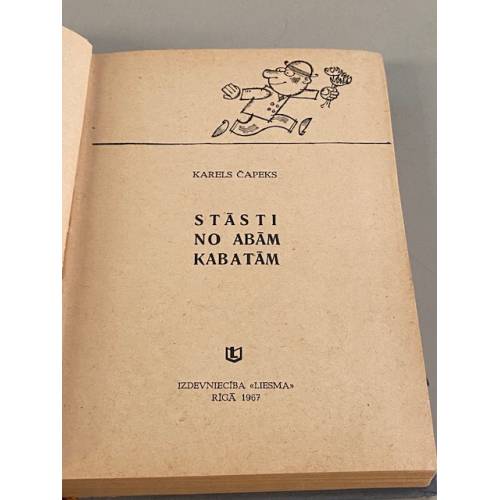 KARELS ČAPEKS
STĀSTI
NO ABĀM
KABATĀM
IZDEVNIECĪBA «LIESMA»
RĪGĀ 1967